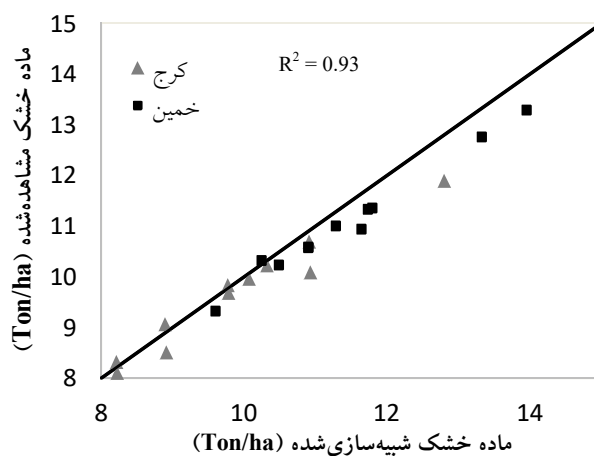 15
14
13
12
11
10
9
8
ماده خشک مشاهده‌شده (Ton/ha)
کرج
خمین
R² = 0.93
8 10 12 14
ماده خشک شبیه‌سازی‌شده (Ton/ha)